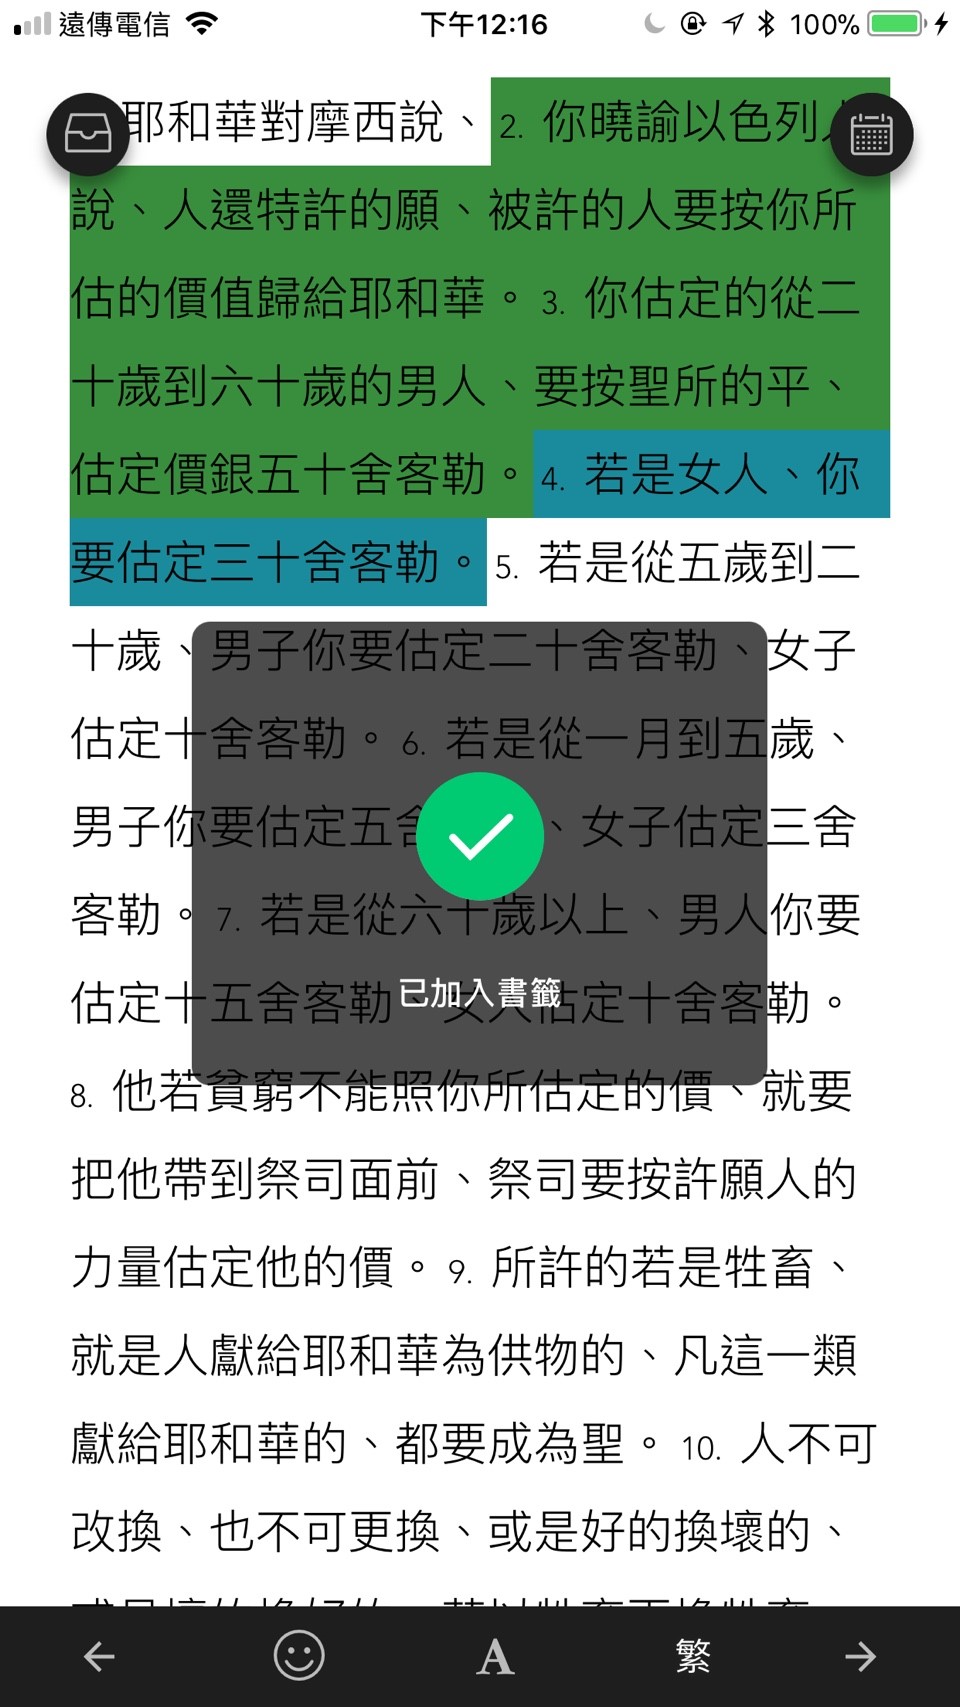 遠傳電信 下午12:16 100%
耶和華對摩西說、2. 你曉諭以色列人
說、人還特許的願、被許的人要按你所
估的價值歸給耶和華。3. 你估定的從二
十歲到六十歲的男人、要按聖所的平、
估定價銀五十舍客勒。4. 若是女人、你
要估定三十舍客勒。5. 若是從五歲到二
十歲、男子你要估定二十舍客勒、女子
估定十舍客勒。6. 若是從一月到五歲、
男子你要估定五舍、女子估定三舍
客勒。7. 若是從六十歲以上、男人你要
估定十五舍客勒、女人估定十舍客勒。
已加入書籤
8. 他若貧窮不能照你所估定的價、就要
把他帶到祭司面前、祭司要按許願人的
力量估定他的價。9. 所許的若是牲畜、
就是人獻給耶和華為供物的、凡這一類
獻給耶和華的、都要成為聖。10. 人不可
改換、也不可更換、或是好的換壞的、
A 繁